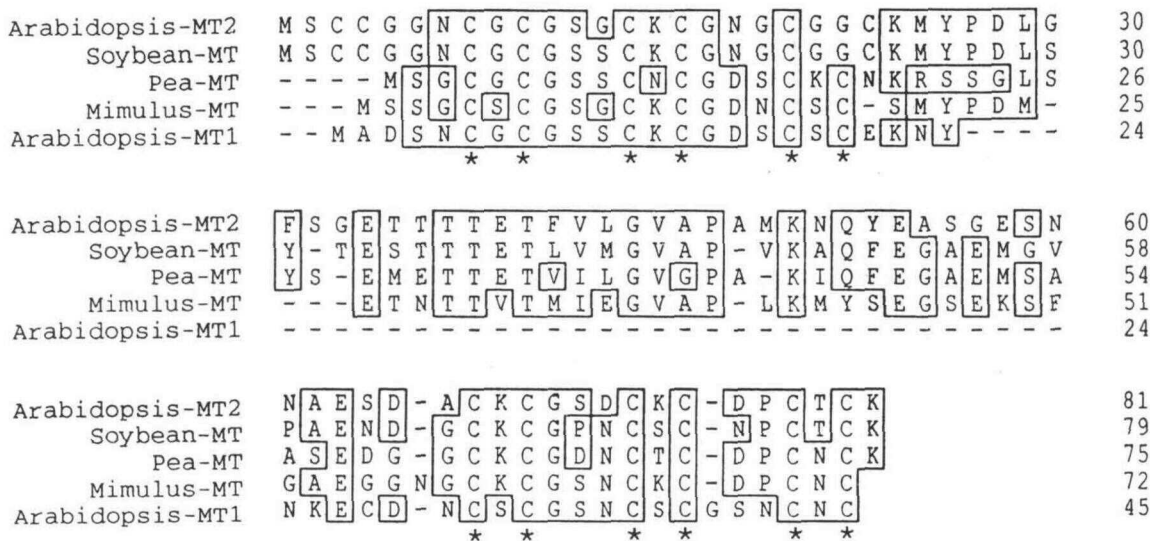 Arabidopsis-MT2 M S C C G G N C G C G S G C K C G N G C G G C K M Y P D L G 30
Soybean-MT M S C C G G N C G C G S S C K C G N G C G G C K M Y P D L S 30
Pea-MT - - - - M S G C G C G S S C N C G D S C K C N K R S S G L S 26
Mimulus-MT - - - M S S G C S C G S G C K C G D N C S C - S M Y P D M - 25
Arabidopsis-MT1 - - M A D S N C G C G S S C K C G D S C S C E K N Y - - - - 24
* * * * * *
Arabidopsis-MT2 F S G E T T T T E T F V L G V A P A M K N Q Y E A S G E S N 60
Soybean-MT Y - T E S T T T E T L V M G V A P - V K A Q F E G A E M G V 58
Pea-MT Y S - E M E T T E T V I L G V G P A - K I Q F E G A E M S A 54
Mimulus-MT - - - E T N T T V T M I E G V A P - L K M Y S E G S E K S F 51
Arabidopsis-MT1 - - - - - - - - - - - - - - - - - - - - - - - - - - - - - - 24
Arabidopsis-MT2 N A E S D - A C K C G S D C K C - D P C T C K 81
Soybean-MT P A E N D - G C K C G P N C S C - N P C T C K 79
Pea-MT A S E D G - G C K C G D N C T C - D P C N C K 75
Mimulus-MT G A E G G N G C K C G S N C K C - D P C N C 72
Arabidopsis-MT1 N K E C D - N C S C G S N C S C G S N C N C 45
* * * * * *